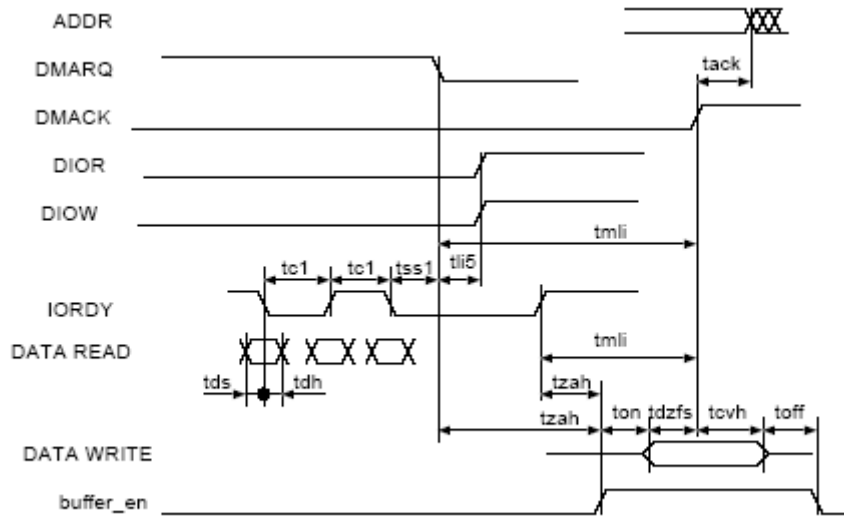 ADDR
DMARQ
tack
DMACK
DIOR
DIOW
tmli
tc1 tc1 tss1 tli5
IORDY
DATA READ
tmli
tds tdh tzah
tzah ton tdzfs tcvh toff
DATA WRITE
buffer_en